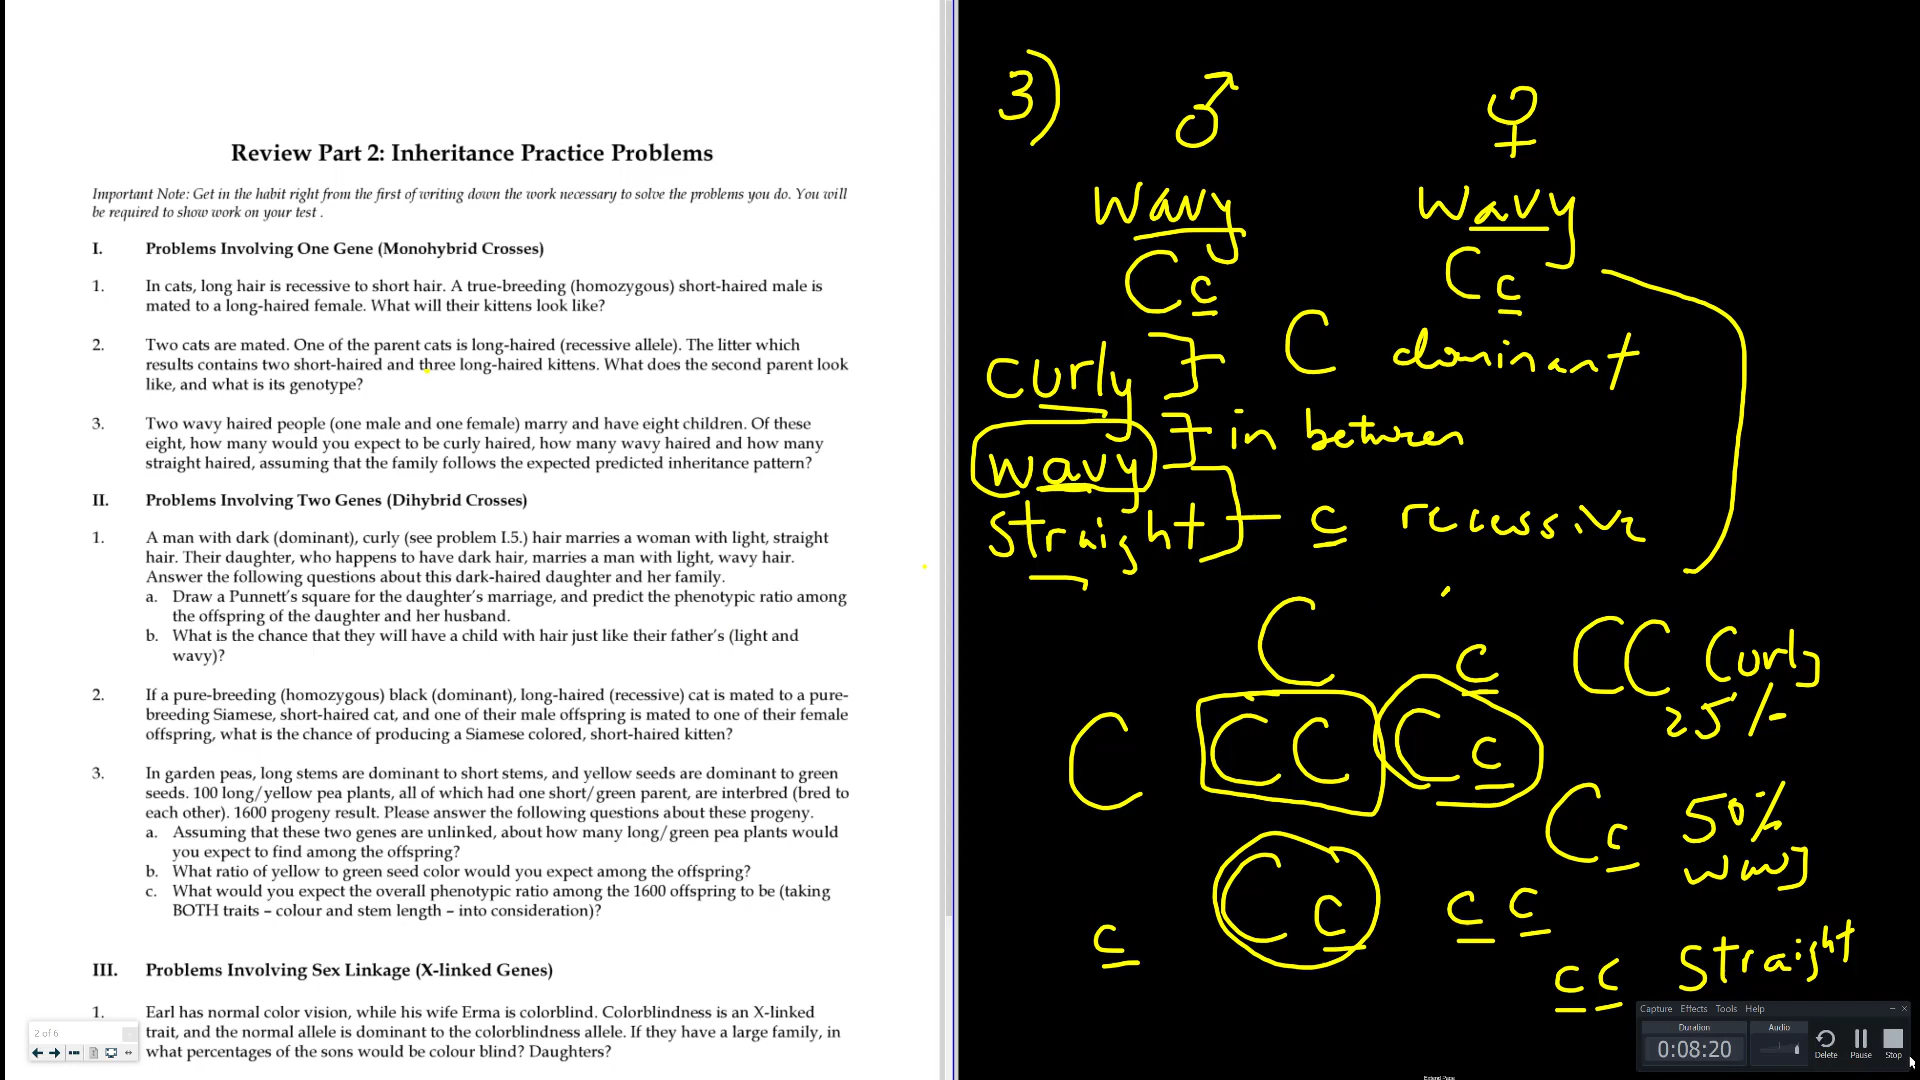 Review Part 2: Inheritance Practice Problems
Important Note: Get in the habit right from the first of writing down the work necessary to solve the problems you do. You will
be required to show work on your test .
I. Problems Involving One Gene (Monohybrid Crosses)
1. In cats, long hair is recessive to short hair. A true-breeding (homozygous) short-haired male is
mated to a long-haired female. What will their kittens look like?
2. Two cats are mated. One of the parent cats is long-haired (recessive allele). The litter which
results contains two short-haired and three long-haired kittens. What does the second parent look
like, and what is its genotype?
3. Two wavy haired people (one male and one female) marry and have eight children. Of these
eight, how many would you expect to be curly haired, how many wavy haired and how many
straight haired, assuming that the family follows the expected predicted inheritance pattern?
II. Problems Involving Two Genes (Dihybrid Crosses)
1. A man with dark (dominant), curly (see problem I.5.) hair marries a woman with light, straight
hair. Their daughter, who happens to have dark hair, marries a man with light, wavy hair.
Answer the following questions about this dark-haired daughter and her family.
a. Draw a Punnett's square for the daughter's marriage, and predict the phenotypic ratio among
the offspring of the daughter and her husband.
b. What is the chance that they will have a child with hair just like their father's (light and
wavy)?
2. If a pure-breeding (homozygous) black (dominant), long-haired (recessive) cat is mated to a pure-
breeding Siamese, short-haired cat, and one of their male offspring is mated to one of their female
offspring, what is the chance of producing a Siamese colored, short-haired kitten?
3. In garden peas, long stems are dominant to short stems, and yellow seeds are dominant to green
seeds. 100 long/yellow pea plants, all of which had one short/green parent, are interbred (bred to
each other). 1600 progeny result. Please answer the following questions about these progeny.
a. Assuming that these two genes are unlinked, about how many long/green pea plants would
you expect to find among the offspring?
b. What ratio of yellow to green seed color would you expect among the offspring?
c. What would you expect the overall phenotypic ratio among the 1600 offspring to be (taking
BOTH traits – colour and stem length – into consideration)?
III. Problems Involving Sex Linkage (X-linked Genes)
1. Earl has normal color vision, while his wife Erma is colorblind. Colorblindness is an X-linked
trait, and the normal allele is dominant to the colorblindness allele. If they have a large family, in
what percentages of the sons would be colour blind? Daughters?
2 of 6
3) ♂ ♀
Wavy Wavy
Cc Cc
Curly C dominant
wavy in between
straight c recessive
C c
C CC Cc
c Cc cc
CC Curly
25%
Cc 50%
wavy
cc straight
Capture Effects Tools Help
Duration Audio
0:08:20
Delete Pause Stop
Extend Page